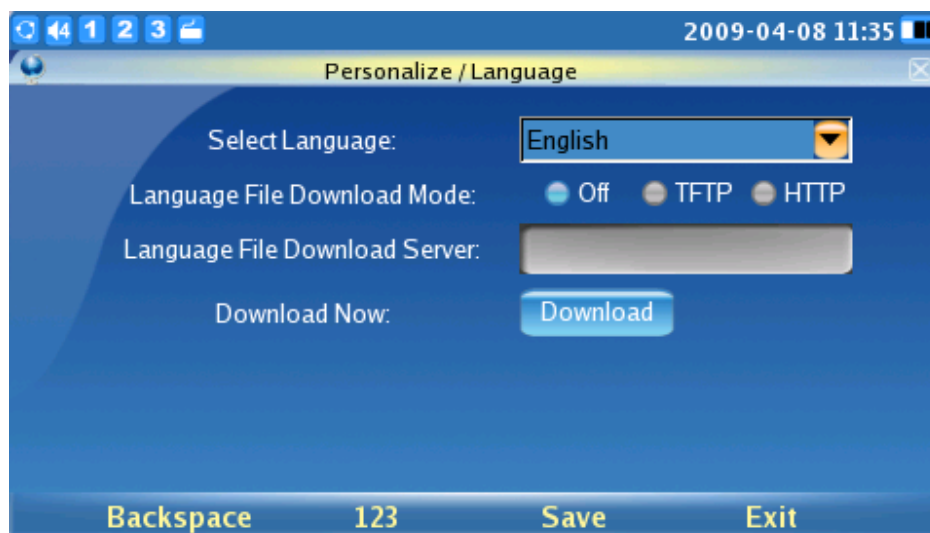 4 1 2 3 2009-04-08 11:35
Personalize / Language
Select Language: English
Language File Download Mode: Off TFTP HTTP
Language File Download Server:
Download Now: Download
Backspace 123 Save Exit